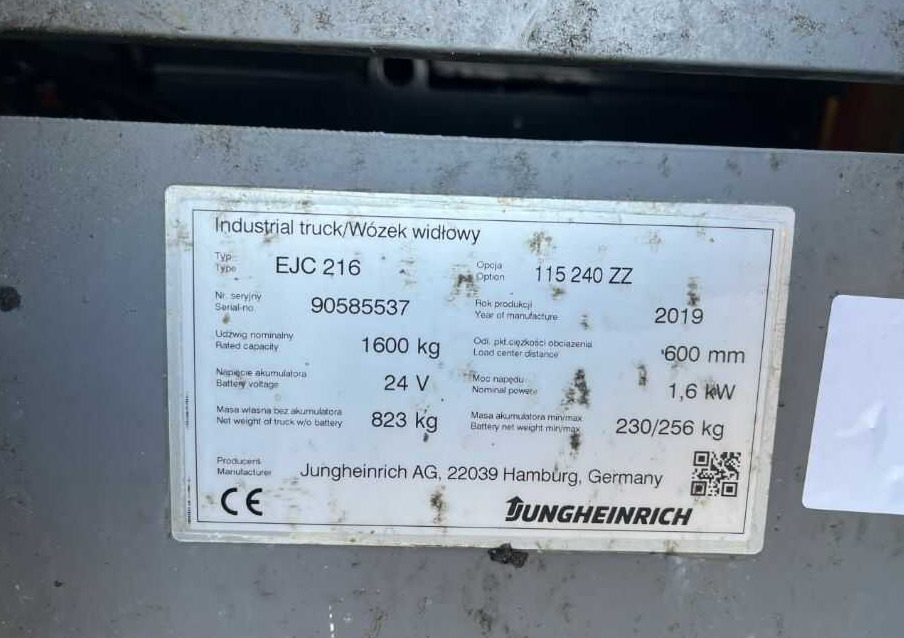 Industrial truck/Wózek widłowy
Typ
Type
EJC 216
Opcja
Option
115 240 ZZ
Nr. seryjny
Serial-no.
90585537
Rok produkcji
Year of manufacture
2019
Udźwig nominalny
Rated capacity
1600 kg
Odl. pkt.ciężkości obciążenia
Load center distance
600 mm
Napięcie akumulatora
Battery voltage
24 V
Moc napędu
Nominal power
1,6 kW
Masa własna bez akumulatora
Net weight of truck w/o battery
823 kg
Masa akumulatora min/max
Battery net weight min/max
230/256 kg
Producent
Manufacturer
Jungheinrich AG, 22039 Hamburg, Germany
CE
JUNGHEINRICH